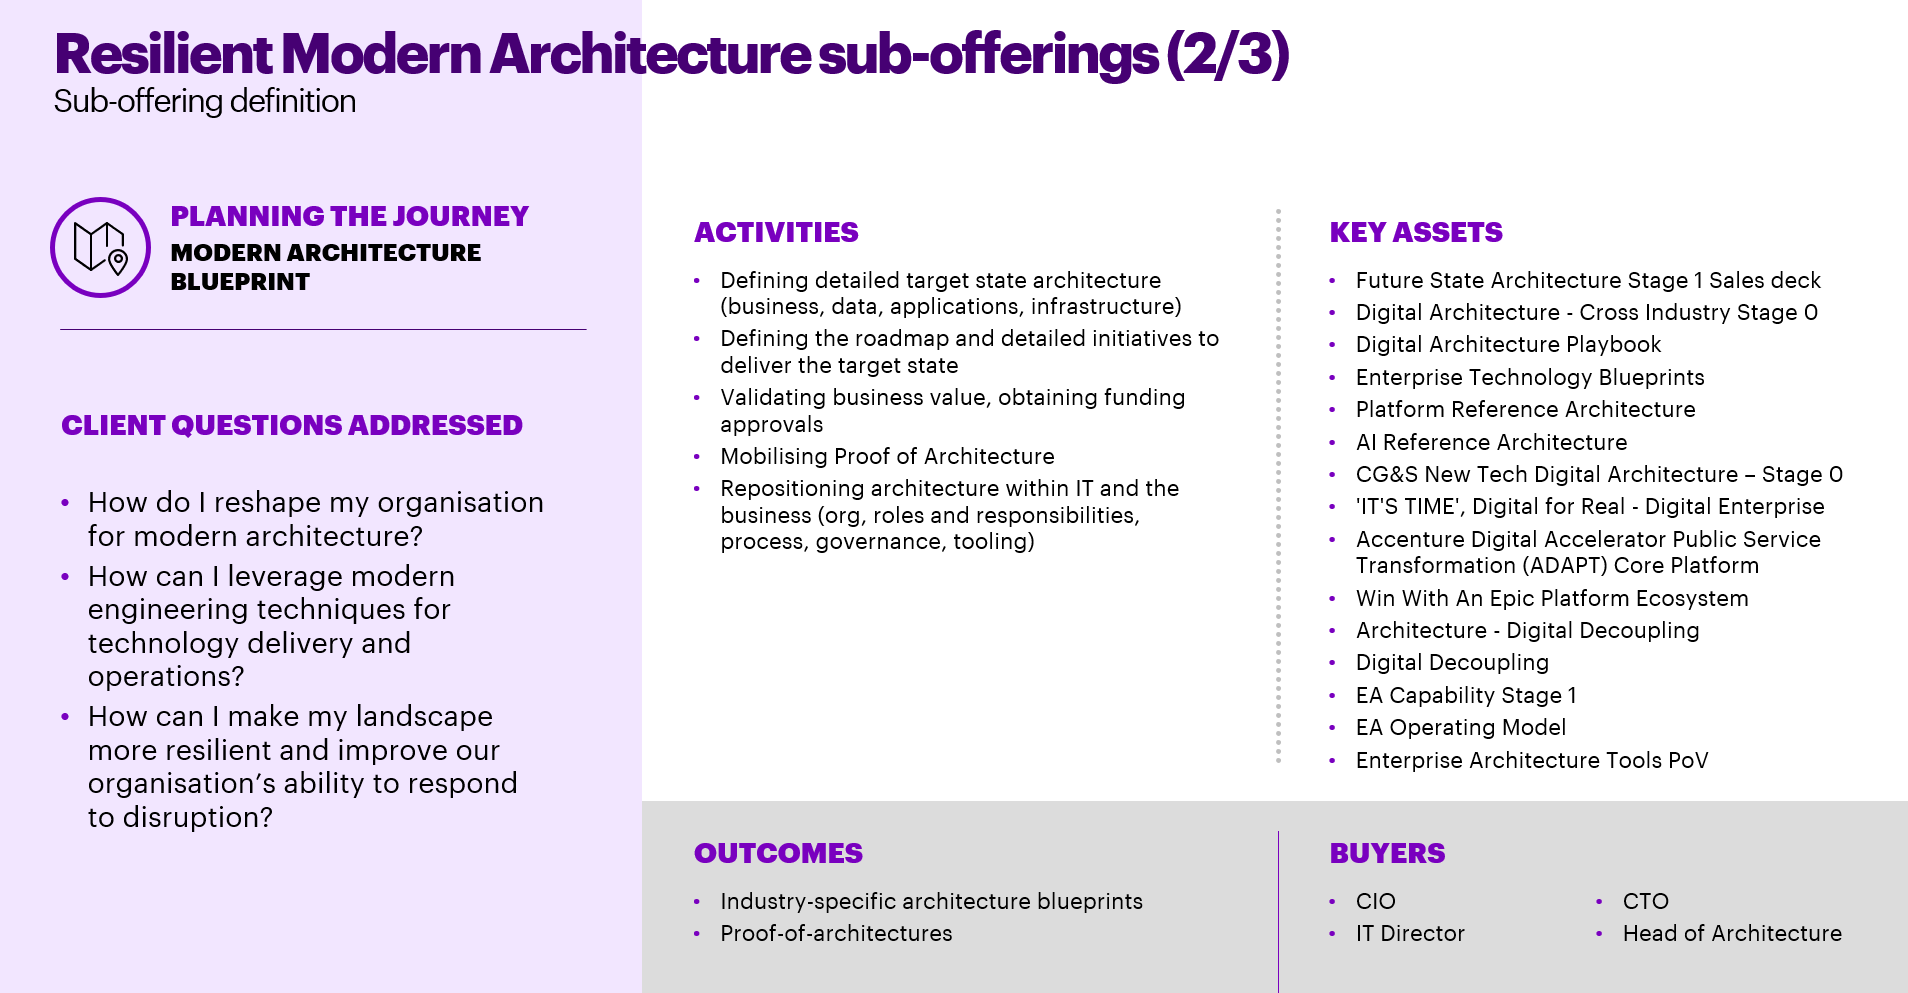 Resilient Modern Architecture sub-offerings (2/3)
Sub-offering definition
PLANNING THE JOURNEY
MODERN ARCHITECTURE
BLUEPRINT
CLIENT QUESTIONS ADDRESSED
• How do I reshape my organisation
for modern architecture?
• How can I leverage modern
engineering techniques for
technology delivery and
operations?
• How can I make my landscape
more resilient and improve our
organisation’s ability to respond
to disruption?
ACTIVITIES
• Defining detailed target state architecture
(business, data, applications, infrastructure)
• Defining the roadmap and detailed initiatives to
deliver the target state
• Validating business value, obtaining funding
approvals
• Mobilising Proof of Architecture
• Repositioning architecture within IT and the
business (org, roles and responsibilities,
process, governance, tooling)
KEY ASSETS
• Future State Architecture Stage 1 Sales deck
• Digital Architecture - Cross Industry Stage 0
• Digital Architecture Playbook
• Enterprise Technology Blueprints
• Platform Reference Architecture
• AI Reference Architecture
• CG&S New Tech Digital Architecture – Stage 0
• 'IT'S TIME', Digital for Real - Digital Enterprise
• Accenture Digital Accelerator Public Service
Transformation (ADAPT) Core Platform
• Win With An Epic Platform Ecosystem
• Architecture - Digital Decoupling
• Digital Decoupling
• EA Capability Stage 1
• EA Operating Model
• Enterprise Architecture Tools PoV
OUTCOMES
• Industry-specific architecture blueprints
• Proof-of-architectures
BUYERS
• CIO
• IT Director
• CTO
• Head of Architecture